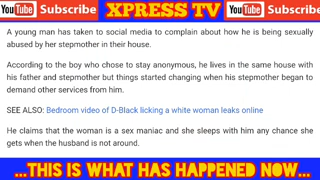 You Tube Subscribe XPRESS TV You Tube Subscribe
A young man has taken to social media to complain about how he is being sexually
abused by her stepmother in their house.
According to the boy who chose to stay anonymous, he lives in the same house with
his father and stepmother but things started changing when his stepmother began to
demand other services from him.
SEE ALSO: Bedroom video of D-Black licking a white woman leaks online
He claims that the woman is a sex maniac and she sleeps with him any chance she
gets when the husband is not around.
...THIS IS WHAT HAS HAPPENED NOW...